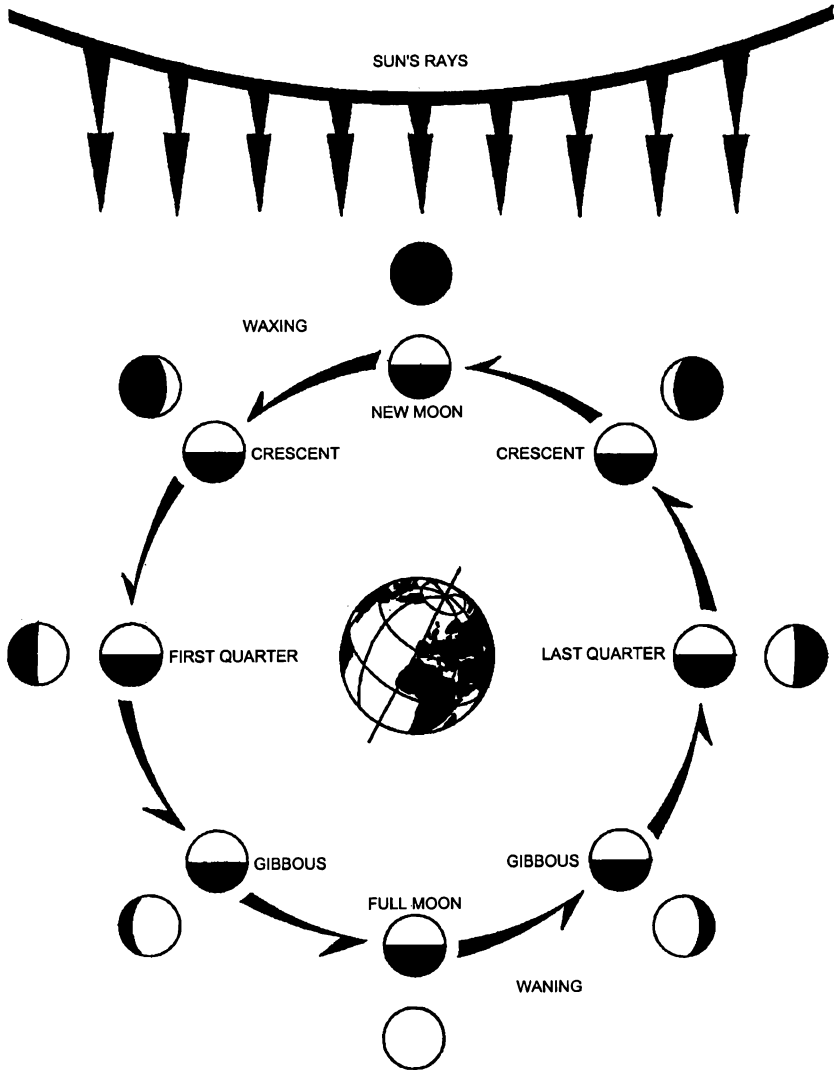 SUN'S RAYS
WAXING
NEW MOON
CRESCENT
CRESCENT
FIRST QUARTER
LAST QUARTER
GIBBOUS
GIBBOUS
FULL MOON
WANING